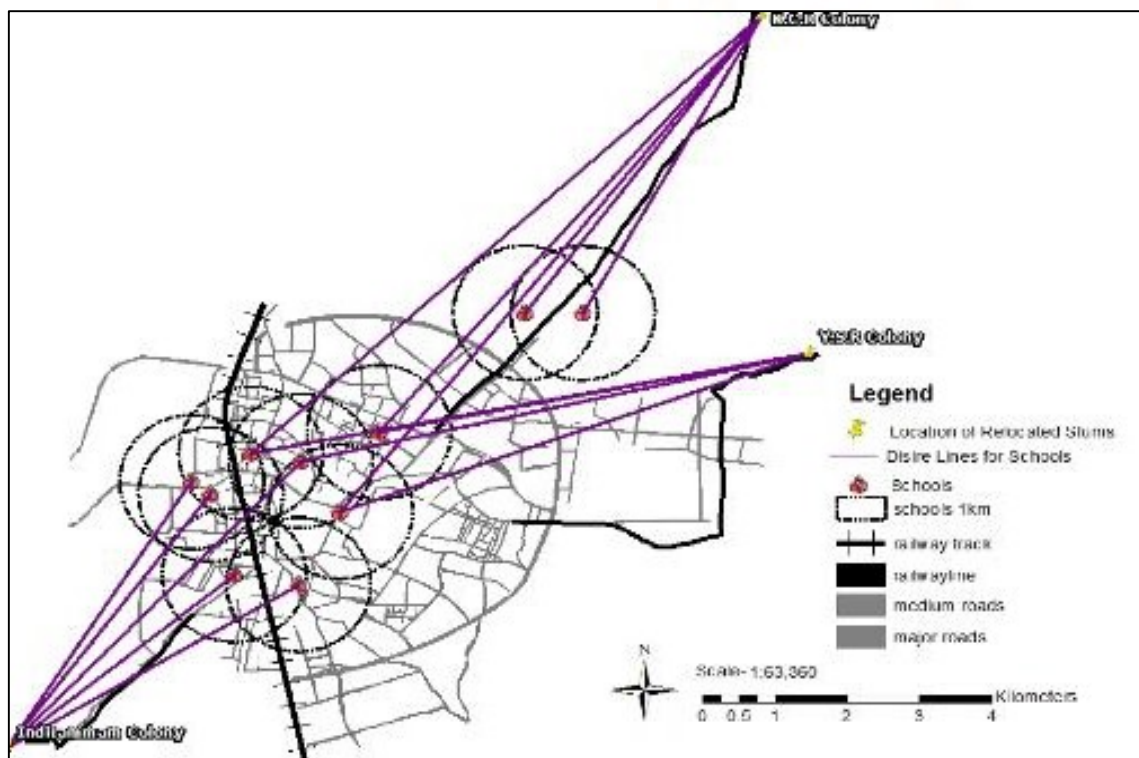 K.C.R Colony
Y.S.R Colony
Legend
Location of Relocated Slums
Disire Lines for Schools
Schools
schools 1km
railway track
railwayline
medium roads
major roads
N
Scale- 1:63,360
Kilometers
0 0.5 1 2 3 4
Colony